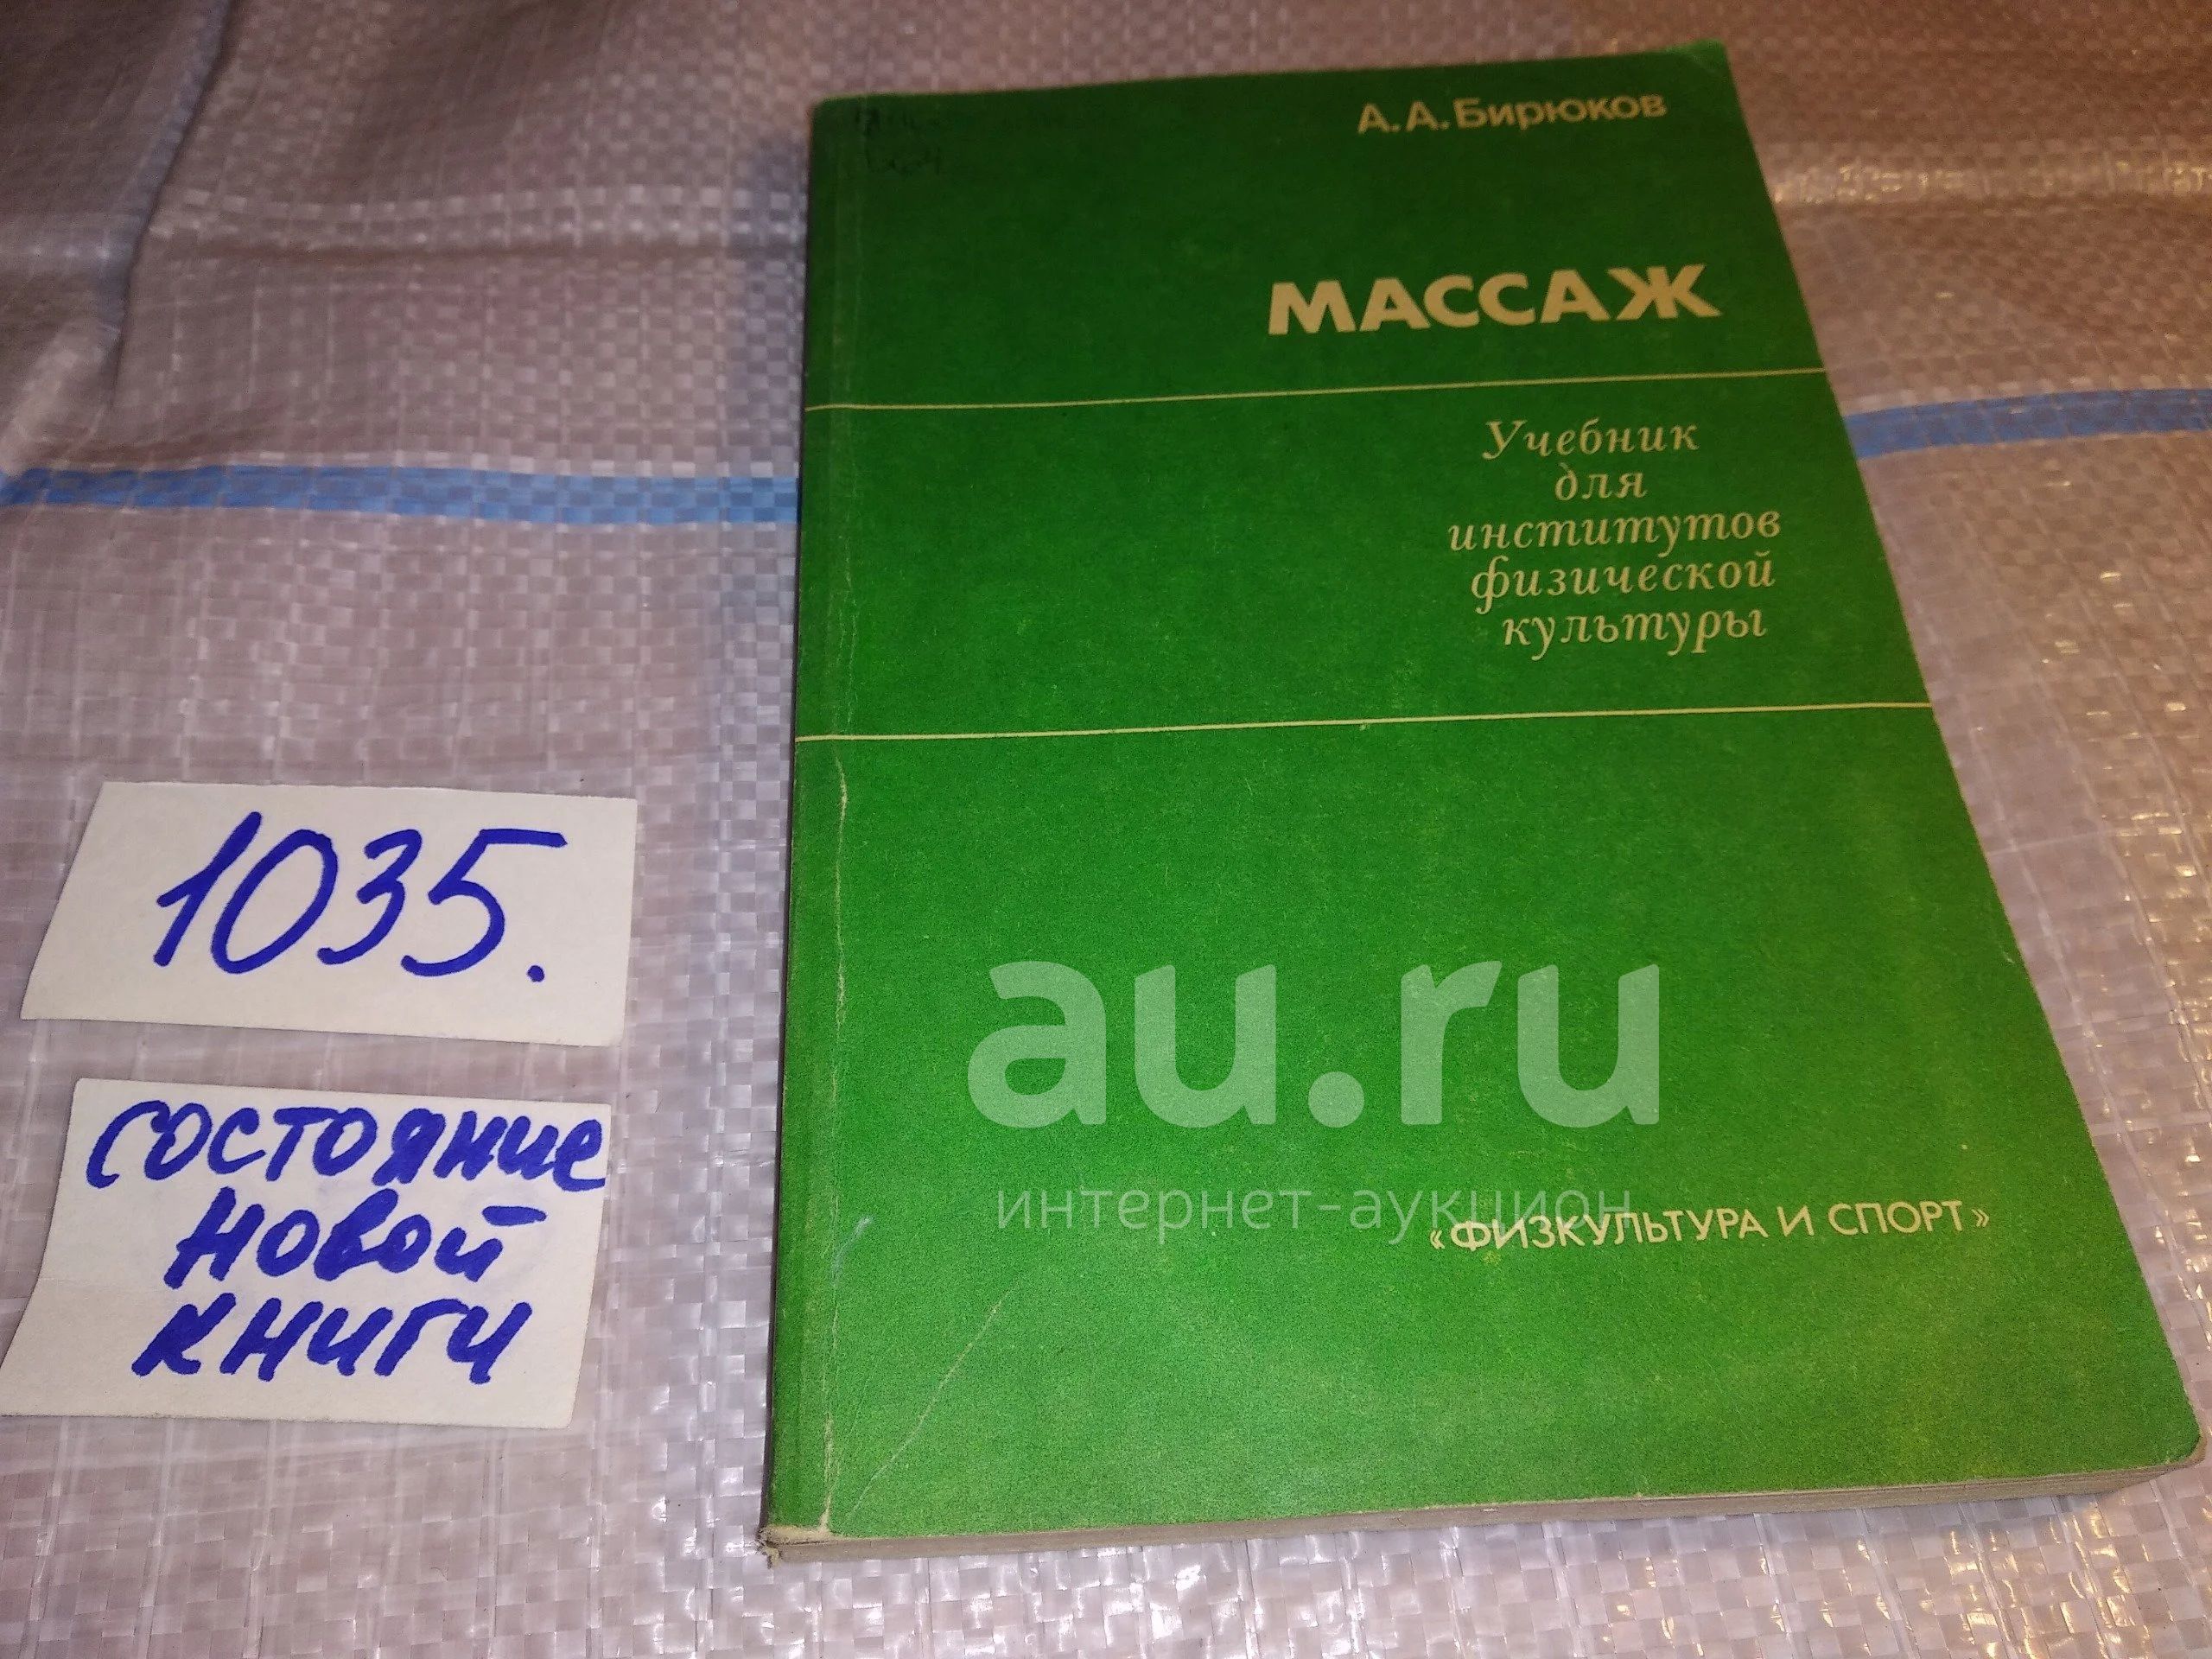 А.А.Бирюков
МАССАЖ
Учебник
для
институтов
физической
культуры
1035.
состояние
новой
книги
au.ru
интернет-аукцион
«ФИЗКУЛЬТУРА И СПОРТ»